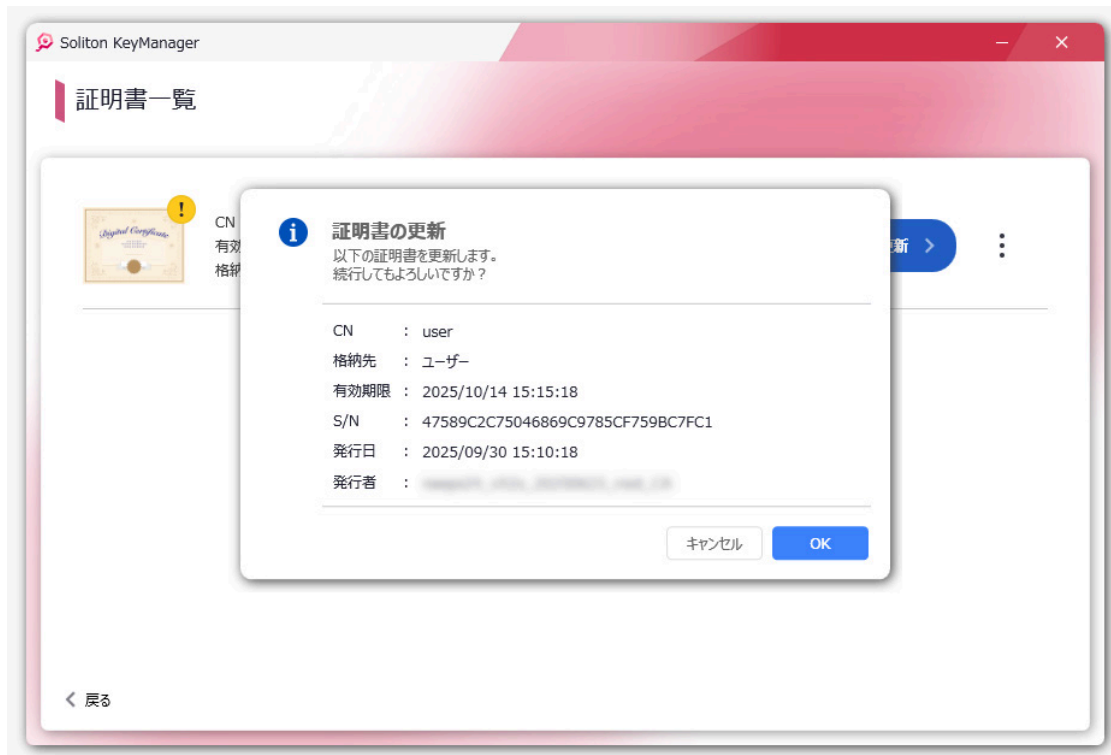 Soliton KeyManager
証明書一覧
Digital Certificate
!
CN
有効
格納
更新 >
証明書の更新
以下の証明書を更新します。
続行してもよろしいですか？
CN : user
格納先 : ユーザー
有効期限 : 2025/10/14 15:15:18
S/N : 47589C2C75046869C9785CF759BC7FC1
発行日 : 2025/09/30 15:10:18
発行者 :
キャンセル OK
戻る